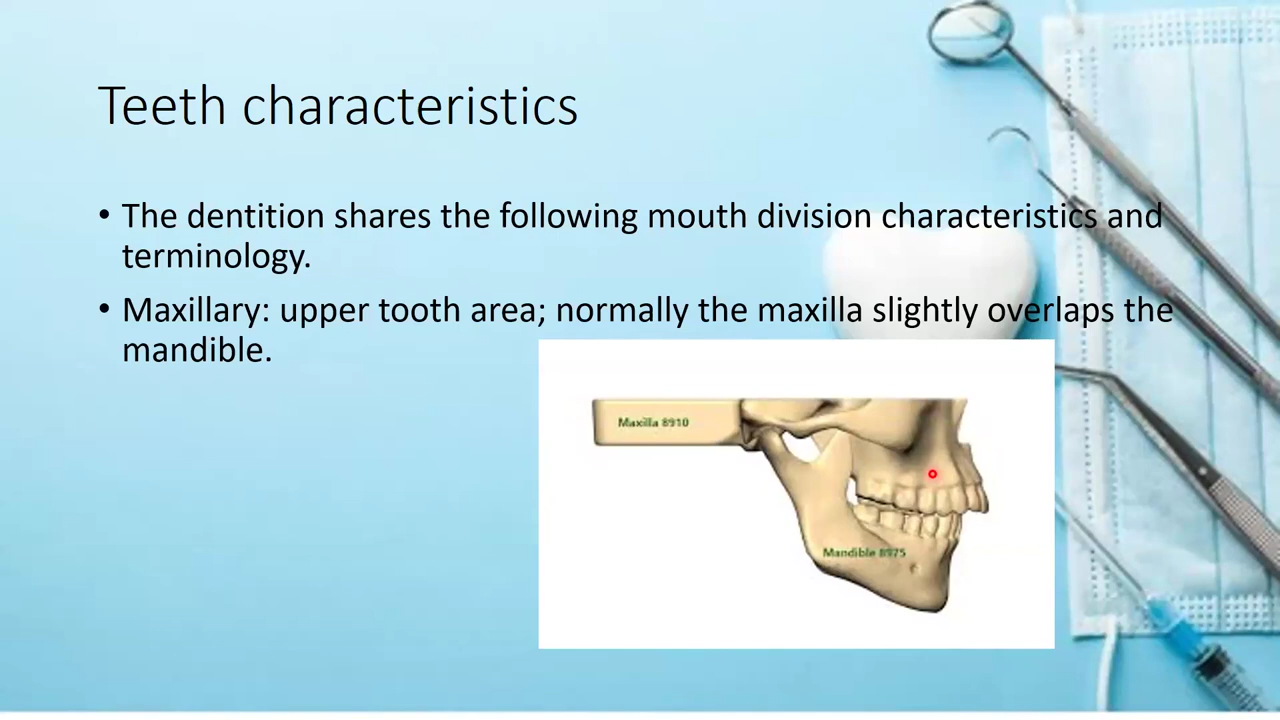 Teeth characteristics
• The dentition shares the following mouth division characteristics and
terminology.
• Maxillary: upper tooth area; normally the maxilla slightly overlaps the
mandible.
Maxilla 8910
Mandible 8975